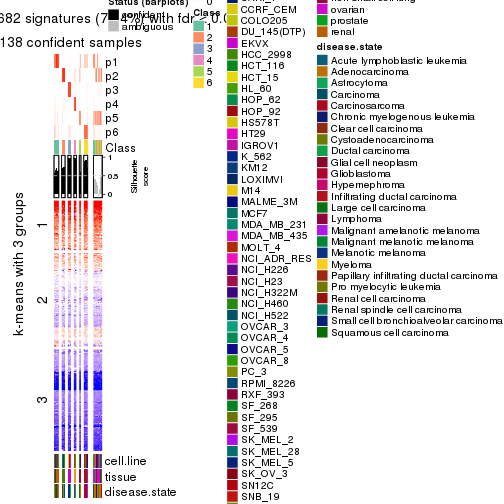 Status (barplots)
confident
ambiguous
138 confident samples
p1
p2
p3
p4
p5
p6
Class
1
0.5
0
Silhouette
score
k-means with 3 groups
1
2
3
cell.line
tissue
disease.state
Class
1
2
3
4
5
6
CCRF_CEM
COLO205
DU_145(DTP)
EKVX
HCC_2998
HCT_116
HCT_15
HL_60
HOP_62
HOP_92
HS578T
HT29
IGROV1
K_562
KM12
LOXIMVI
M14
MALME_3M
MCF7
MDA_MB_231
MDA_MB_435
MOLT_4
NCI_ADR_RES
NCI_H226
NCI_H23
NCI_H322M
NCI_H460
NCI_H522
OVCAR_3
OVCAR_4
OVCAR_5
OVCAR_8
PC_3
RPMI_8226
RXF_393
SF_268
SF_295
SF_539
SK_MEL_2
SK_MEL_28
SK_MEL_5
SK_OV_3
SN12C
SNB_19
ovarian
prostate
renal
disease.state
Acute lymphoblastic leukemia
Adenocarcinoma
Astrocytoma
Carcinoma
Carcinosarcoma
Chronic myelogenous leukemia
Clear cell carcinoma
Cystoadenocarcinoma
Ductal carcinoma
Glial cell neoplasm
Glioblastoma
Hypernephroma
Infiltrating ductal carcinoma
Large cell carcinoma
Lymphoma
Malignant amelanotic melanoma
Malignant melanotic melanoma
Melanotic melanoma
Myeloma
Papillary infiltrating ductal carcinoma
Pro myelocytic leukemia
Renal cell carcinoma
Renal spindle cell carcinoma
Small cell bronchioalveolar carcinoma
Squamous cell carcinoma